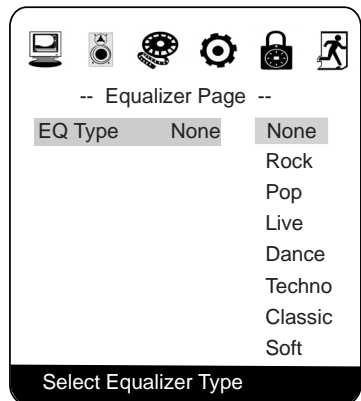 -- Equalizer Page --
EQ Type None None
Rock
Pop
Live
Dance
Techno
Classic
Soft
Select Equalizer Type